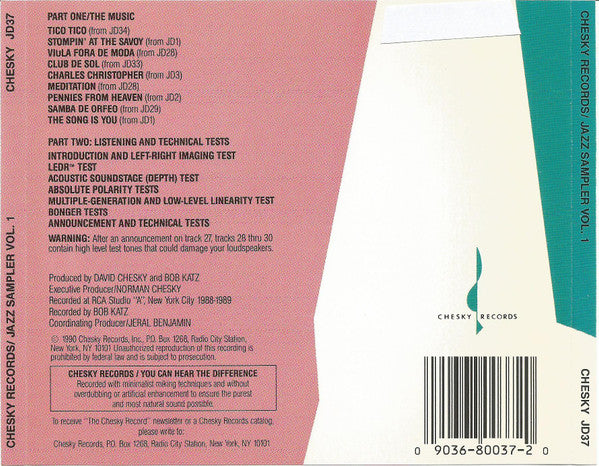 CHESKY RECORDS/ JAZZ SAMPLER VOL. 1
CHESKY JD37
PART ONE/THE MUSIC
TICO TICO (from JD34)
STOMPIN' AT THE SAVOY (from JD1)
VIuLA FORA DE MODA (from JD28)
CLUB DE SOL (from JD33)
CHARLES CHRISTOPHER (from JD3)
MEDITATION (from JD28)
PENNIES FROM HEAVEN (from JD2)
SAMBA DE ORFEO (from JD29)
THE SONG IS YOU (from JD1)
PART TWO: LISTENING AND TECHNICAL TESTS
INTRODUCTION AND LEFT-RIGHT IMAGING TEST
LEDR™ TEST
ACOUSTIC SOUNDSTAGE (DEPTH) TEST
ABSOLUTE POLARITY TESTS
MULTIPLE-GENERATION AND LOW-LEVEL LINEARITY TEST
BONGER TESTS
ANNOUNCEMENT AND TECHNICAL TESTS
WARNING: After an announcement on track 27, tracks 28 thru 30
contain high level test tones that could damage your loudspeakers.
Produced by DAVID CHESKY and BOB KATZ
Executive Producer/NORMAN CHESKY
Recorded at RCA Studio "A", New York City 1988-1989
Recorded by BOB KATZ
Coordinating Producer/JERAL BENJAMIN
© 1990 Chesky Records, Inc., P.O. Box 1268, Radio City Station,
New York, NY 10101 Unauthorized reproduction of this recording is
prohibited by federal law and is subject to prosecution.
CHESKY RECORDS / YOU CAN HEAR THE DIFFERENCE
Recorded with minimalist miking techniques and without
overdubbing or artificial enhancement to ensure the purest
and most natural sound possible.
To receive "The Chesky Record" newsletter or a Chesky Records catalog,
please write to:
Chesky Records, P.O. Box 1268, Radio City Station, New York, NY 10101
CHESKY RECORDS
0 9036-80037-2 0
CHESKY RECORDS/ JAZZ SAMPLER VOL. 1
CHESKY JD37